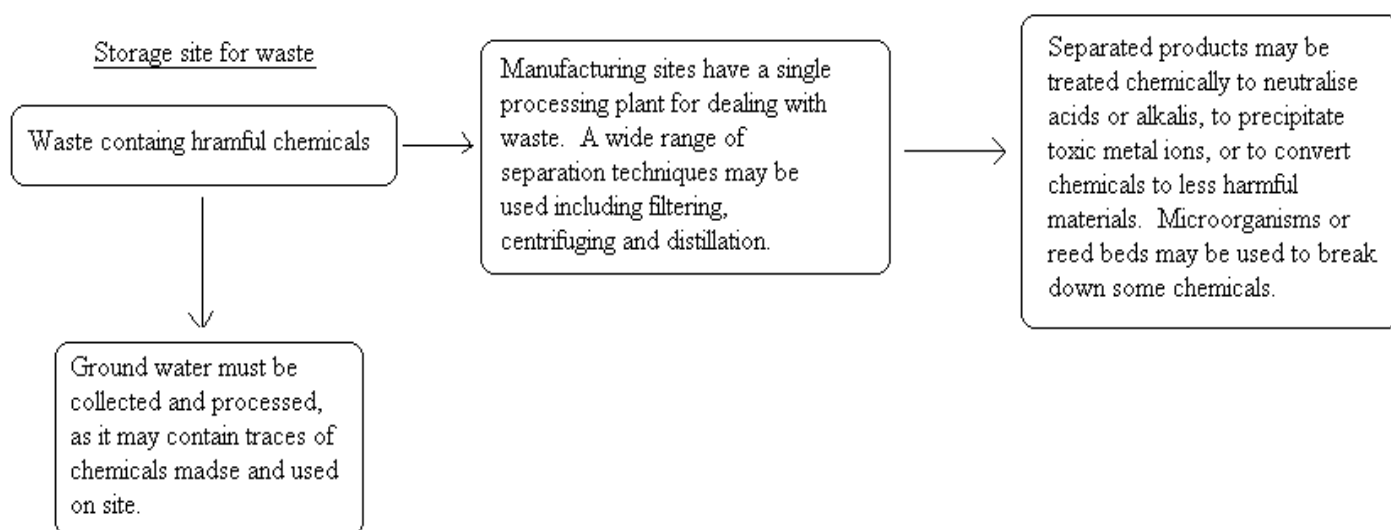 Storage site for waste
Waste containg hramful chemicals
Manufacturing sites have a single
processing plant for dealing with
waste.  A wide range of
separation techniques may be
used including filtering,
centrifuging and distillation.
Separated products may be
treated chemically to neutralise
acids or alkalis, to precipitate
toxic metal ions, or to convert
chemicals to less harmful
materials.  Microorganisms or
reed beds may be used to break
down some chemicals.
Ground water must be
collected and processed,
as it may contain traces of
chemicals madse and used
on site.